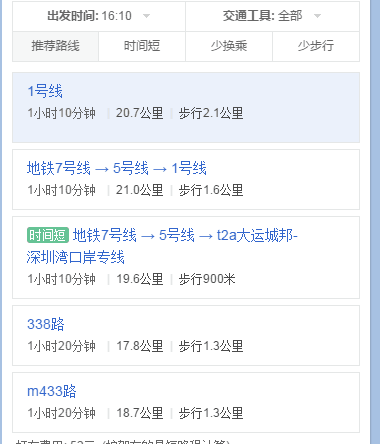 出发时间: 16:10 交通工具: 全部
推荐路线 时间短 少换乘 少步行
1号线
1小时10分钟 | 20.7公里 | 步行2.1公里
地铁7号线 → 5号线 → 1号线
1小时10分钟 | 21.0公里 | 步行1.6公里
时间短 地铁7号线 → 5号线 → t2a大运城邦-
深圳湾口岸专线
1小时10分钟 | 19.6公里 | 步行900米
338路
1小时20分钟 | 17.8公里 | 步行1.3公里
m433路
1小时20分钟 | 18.7公里 | 步行1.3公里